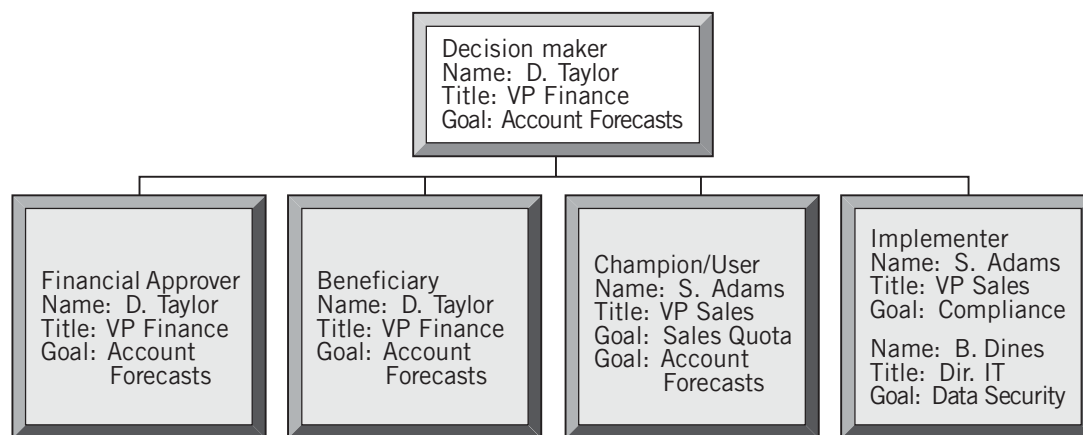 Decision maker
Name: D. Taylor
Title: VP Finance
Goal: Account Forecasts
Financial Approver
Name: D. Taylor
Title: VP Finance
Goal: Account
Forecasts
Beneficiary
Name: D. Taylor
Title: VP Finance
Goal: Account
Forecasts
Champion/User
Name: S. Adams
Title: VP Sales
Goal: Sales Quota
Goal: Account
Forecasts
Implementer
Name: S. Adams
Title: VP Sales
Goal: Compliance
Name: B. Dines
Title: Dir. IT
Goal: Data Security